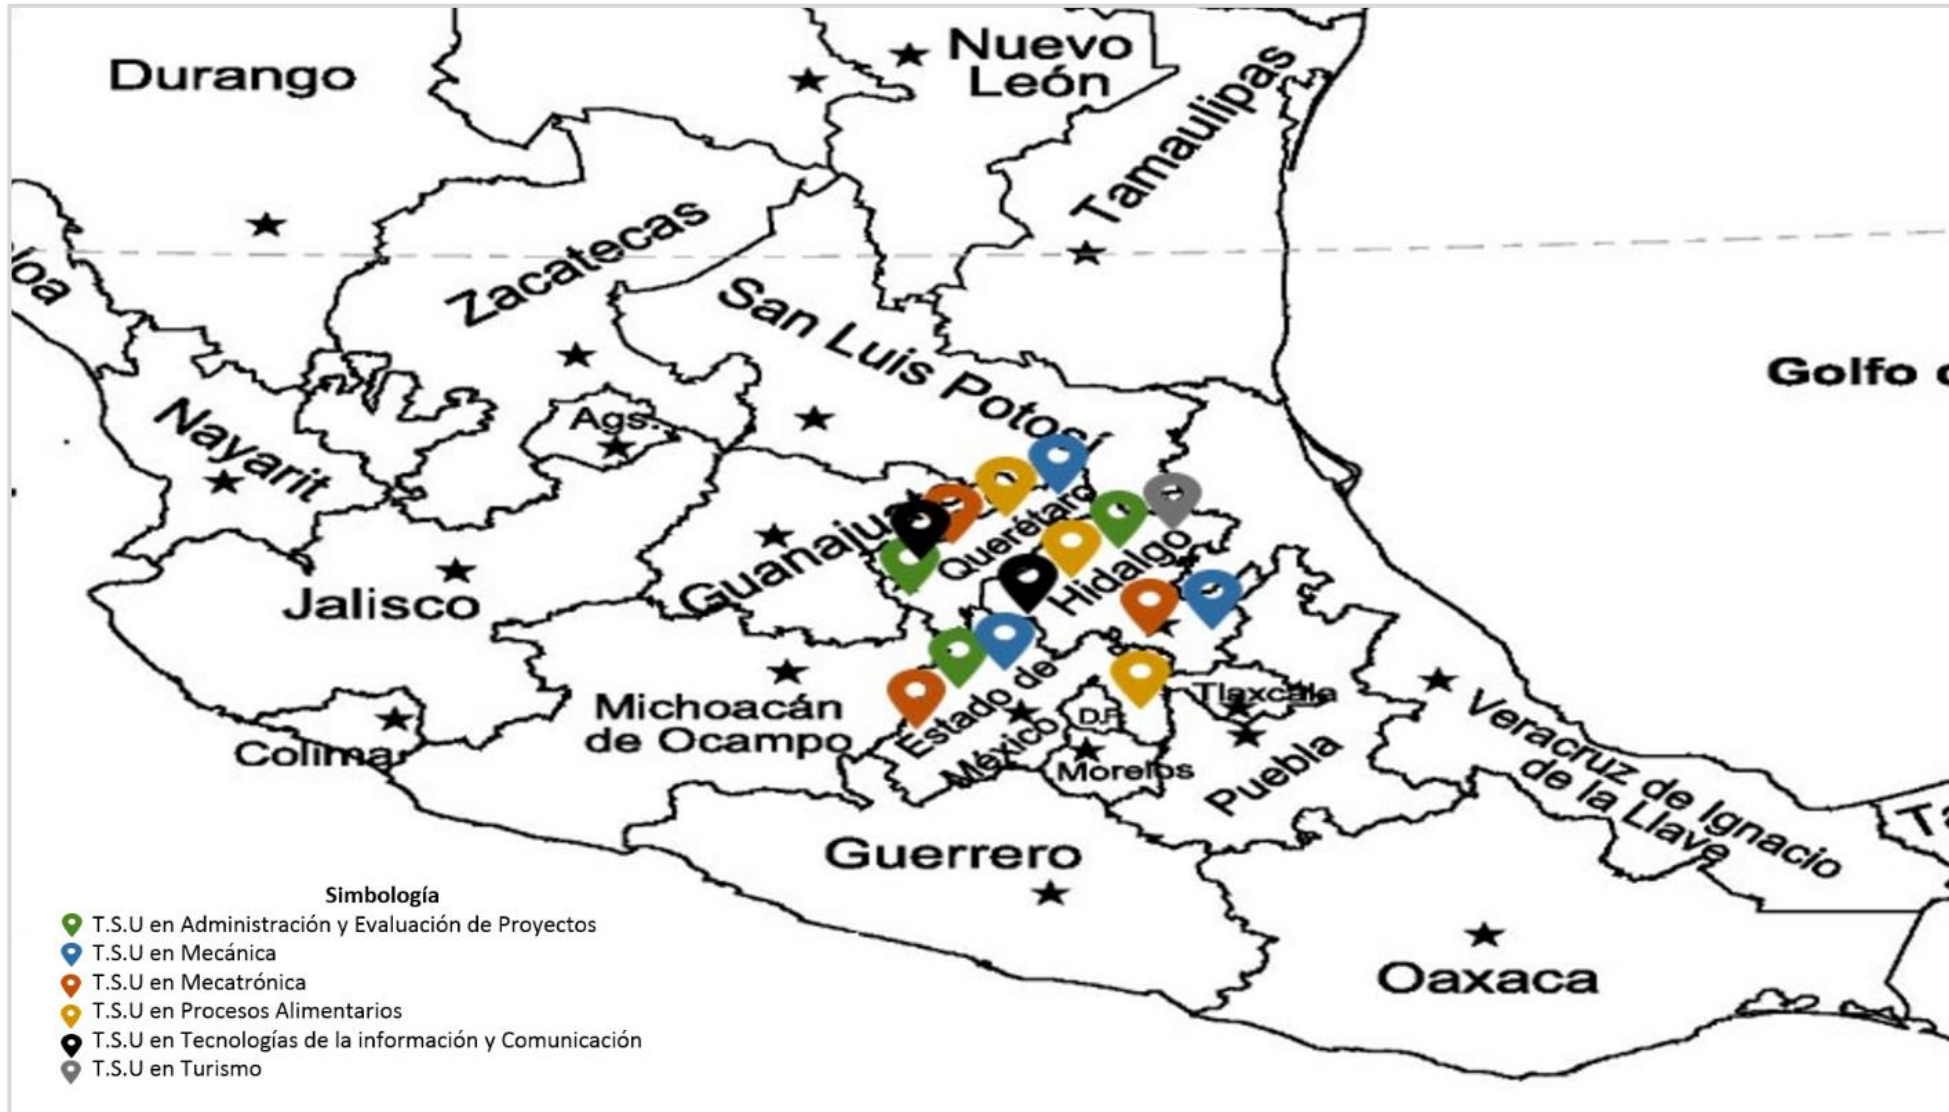 Durango
Nuevo
León
Tamaulipas
Zacatecas
San Luis Potosí
Golfo
Nayarit
Ags.
Querétaro
Hidalgo
Jalisco
Michoacán
de Ocampo
Estado de
México
D.F.
Tlaxcala
Colima
Morelos
Puebla
Veracruz de Ignacio
de la Llave
Guerrero
Oaxaca
Simbología
T.S.U en Administración y Evaluación de Proyectos
T.S.U en Mecánica
T.S.U en Mecatrónica
T.S.U en Procesos Alimentarios
T.S.U en Tecnologías de la información y Comunicación
T.S.U en Turismo